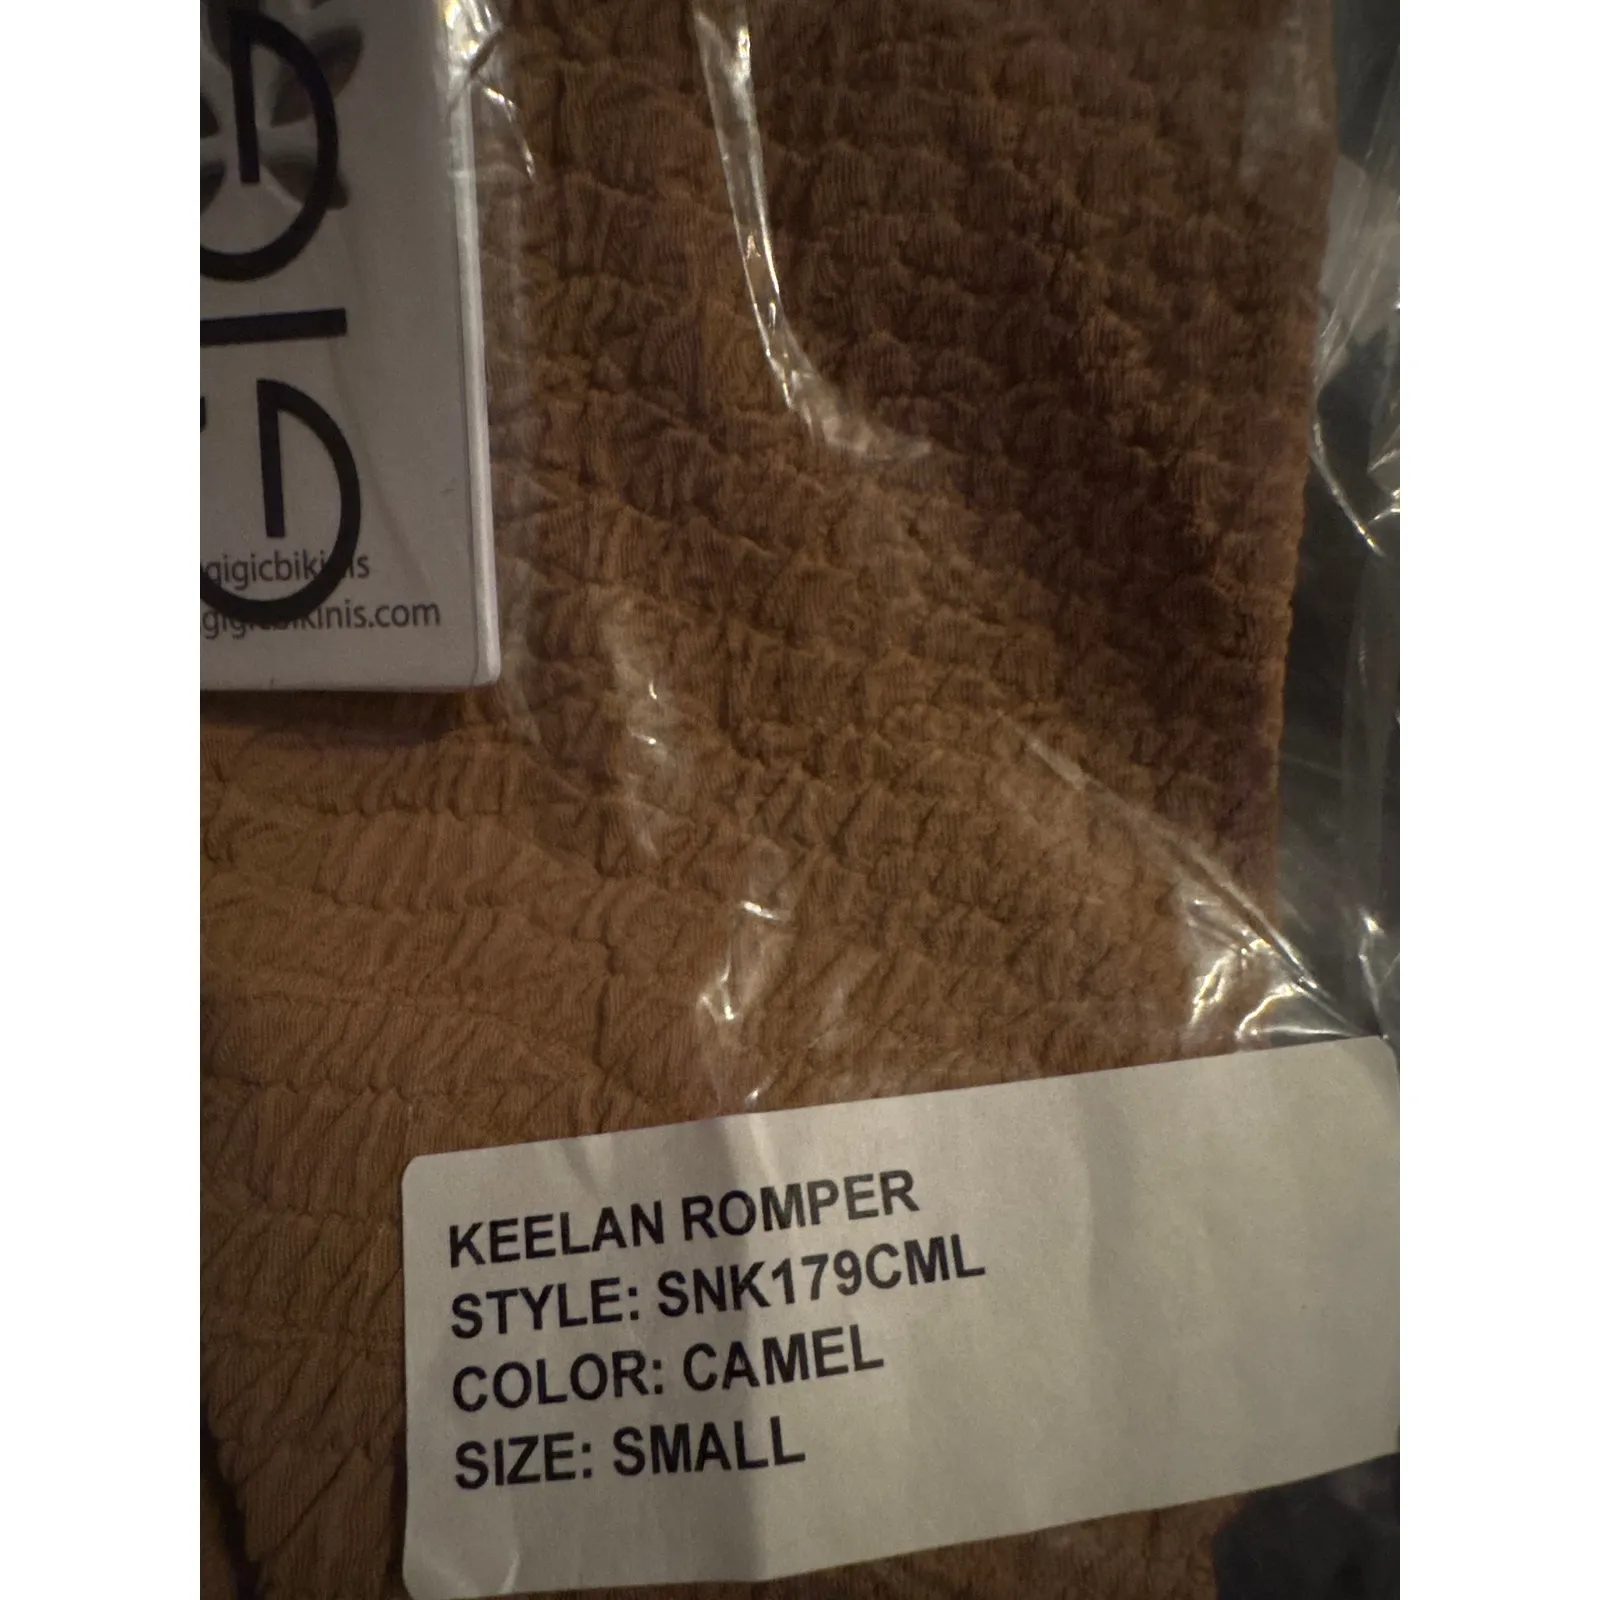 gigicbikinis
gigicbikinis.com
KEELAN ROMPER
STYLE: SNK179CML
COLOR: CAMEL
SIZE: SMALL